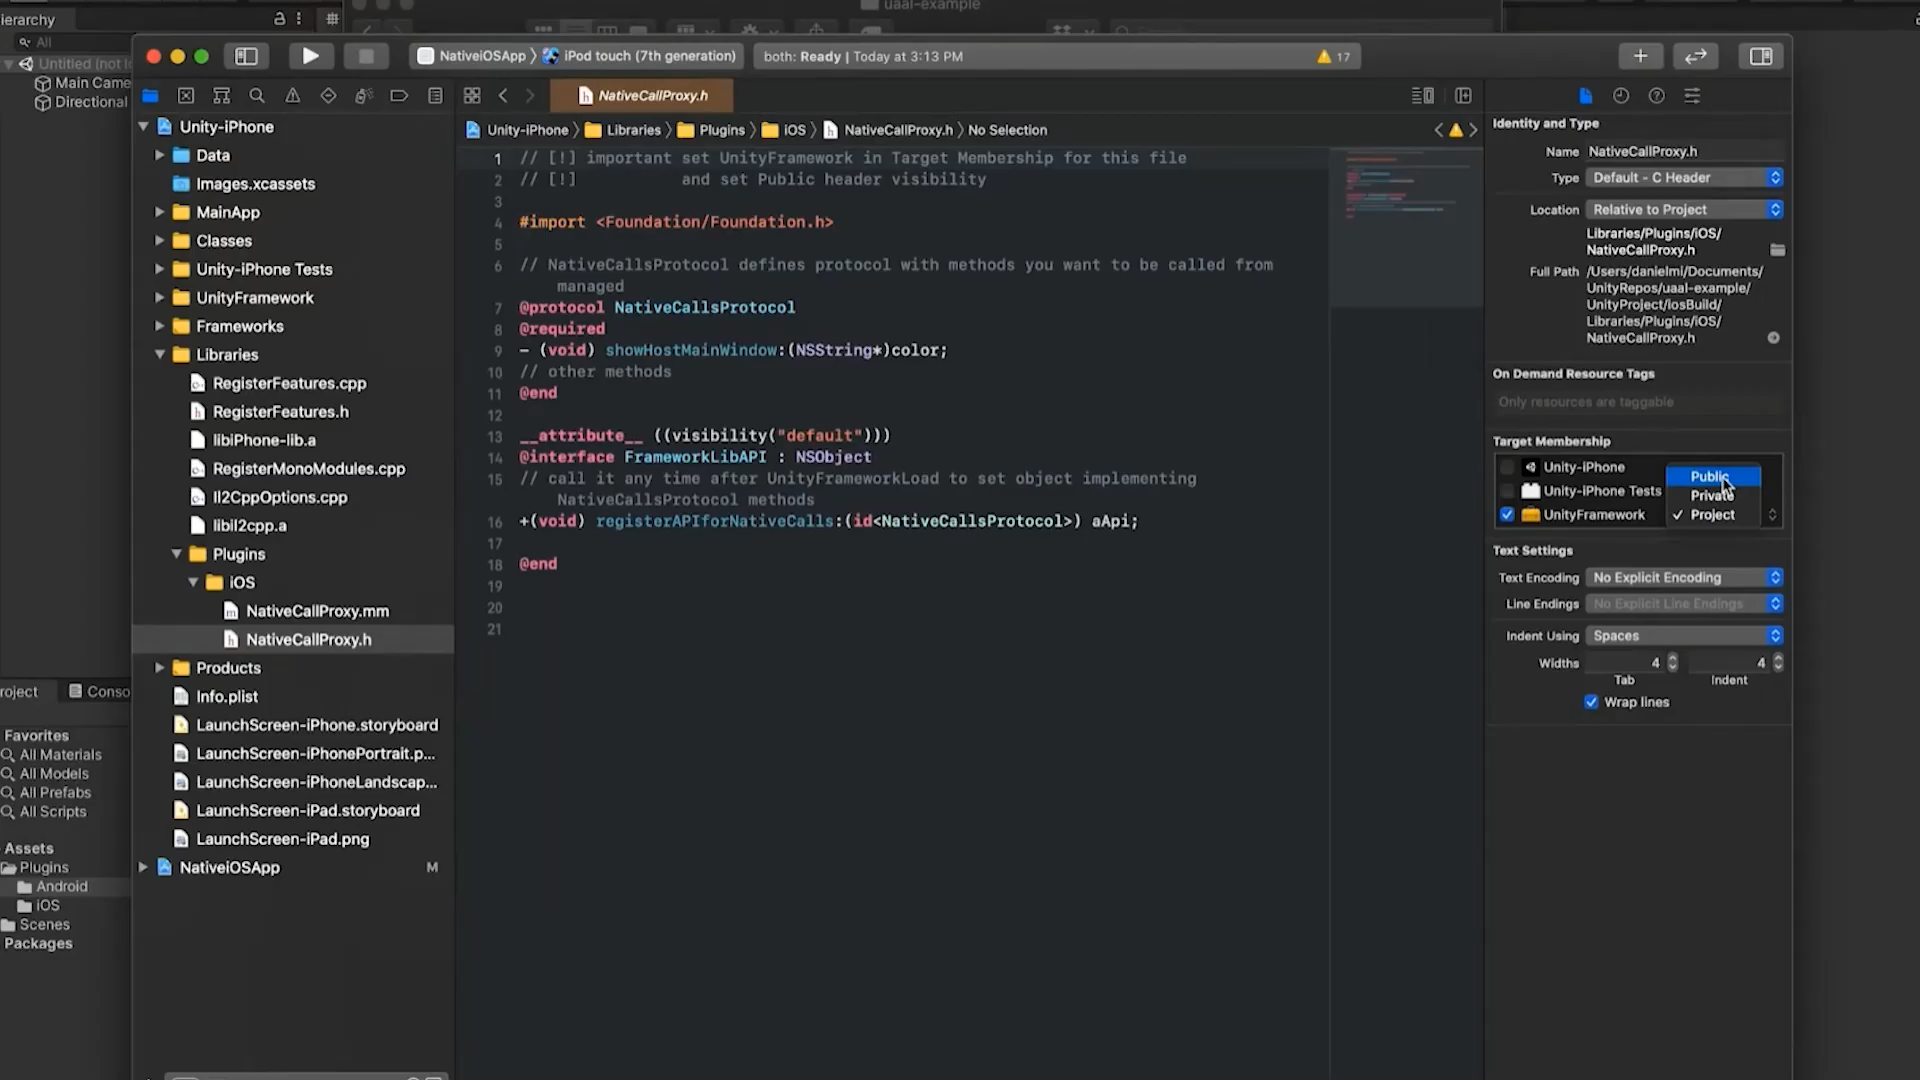 ierarchy
uaal-example
All
Untitled (not
Main Came
Directional
NativeiOSApp
iPod touch (7th generation)
both: Ready | Today at 3:13 PM
17
NativeCallProxy.h
Unity-iPhone
Libraries
Plugins
iOS
NativeCallProxy.h
No Selection
Unity-iPhone
Data
Images.xcassets
MainApp
Classes
Unity-iPhone Tests
UnityFramework
Frameworks
Libraries
RegisterFeatures.cpp
RegisterFeatures.h
libiPhone-lib.a
RegisterMonoModules.cpp
Il2CppOptions.cpp
libil2cpp.a
Plugins
iOS
NativeCallProxy.mm
NativeCallProxy.h
Products
Info.plist
LaunchScreen-iPhone.storyboard
LaunchScreen-iPhonePortrait.p...
LaunchScreen-iPhoneLandscap...
LaunchScreen-iPad.storyboard
LaunchScreen-iPad.png
NativeiOSApp M
1 // [!] important set UnityFramework in Target Membership for this file
2 // [!] and set Public header visibility
3
4 #import <Foundation/Foundation.h>
5
6 // NativeCallsProtocol defines protocol with methods you want to be called from
managed
7 @protocol NativeCallsProtocol
8 @required
9 - (void) showHostMainWindow:(NSString*)color;
10 // other methods
11 @end
12
13 __attribute__ ((visibility("default")))
14 @interface FrameworkLibAPI : NSObject
15 // call it any time after UnityFrameworkLoad to set object implementing
NativeCallsProtocol methods
16 +(void) registerAPIforNativeCalls:(id<NativeCallsProtocol>) aApi;
17
18 @end
19
20
21
Identity and Type
Name NativeCallProxy.h
Type Default - C Header
Location Relative to Project
Libraries/Plugins/iOS/
NativeCallProxy.h
Full Path /Users/danielmi/Documents/
UnityRepos/uaal-example/
UnityProject/iosBuild/
Libraries/Plugins/iOS/
NativeCallProxy.h
On Demand Resource Tags
Only resources are taggable
Target Membership
Unity-iPhone
Unity-iPhone Tests
UnityFramework
Public
Private
Project
Text Settings
Text Encoding No Explicit Encoding
Line Endings No Explicit Line Endings
Indent Using Spaces
Widths 4 4
Tab Indent
Wrap lines
roject
Conso
Favorites
All Materials
All Models
All Prefabs
All Scripts
Assets
Plugins
Android
iOS
Scenes
Packages